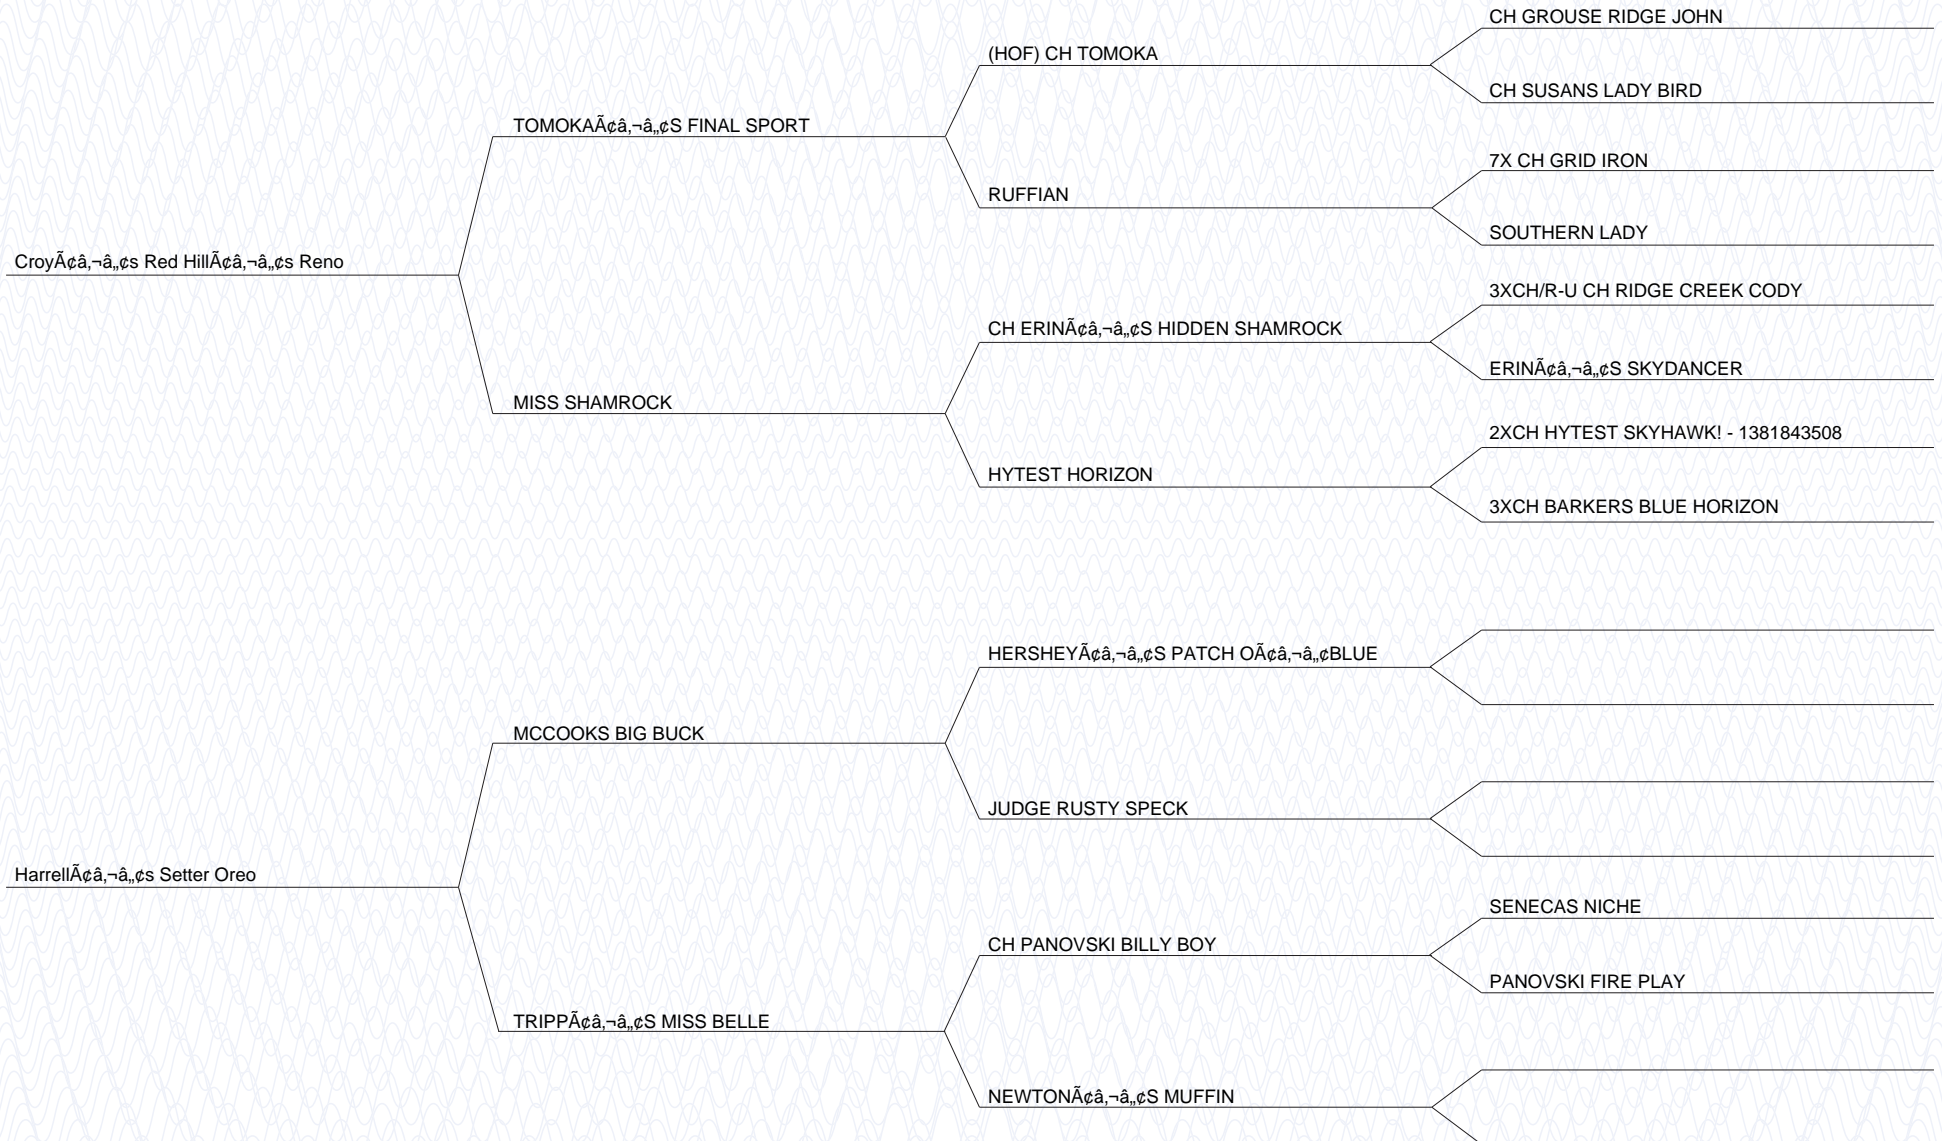 CH GROUSE RIDGE JOHN
(HOF) CH TOMOKA
CH SUSANS LADY BIRD
TOMOKAÃ¢â‚¬â„¢S FINAL SPORT
7X CH GRID IRON
RUFFIAN
SOUTHERN LADY
CroyÃ¢â‚¬â„¢s Red HillÃ¢â‚¬â„¢s Reno
3XCH/R-U CH RIDGE CREEK CODY
CH ERINÃ¢â‚¬â„¢S HIDDEN SHAMROCK
ERINÃ¢â‚¬â„¢S SKYDANCER
MISS SHAMROCK
2XCH HYTEST SKYHAWK! - 1381843508
HYTEST HORIZON
3XCH BARKERS BLUE HORIZON
HERSHEYÃ¢â‚¬â„¢S PATCH OÃ¢â‚¬â„¢BLUE
MCCOOKS BIG BUCK
JUDGE RUSTY SPECK
HarrellÃ¢â‚¬â„¢s Setter Oreo
SENECAS NICHE
CH PANOVSKI BILLY BOY
PANOVSKI FIRE PLAY
TRIPPÃ¢â‚¬â„¢S MISS BELLE
NEWTONÃ¢â‚¬â„¢S MUFFIN